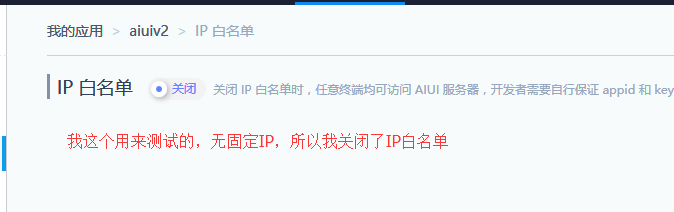 我的应用 > aiuiv2 > IP 白名单
IP 白名单 关闭 关闭 IP 白名单时，任意终端均可访问 AIUI 服务器，开发者需要自行保证 appid 和 key
我这个用来测试的，无固定IP，所以我关闭了IP白名单